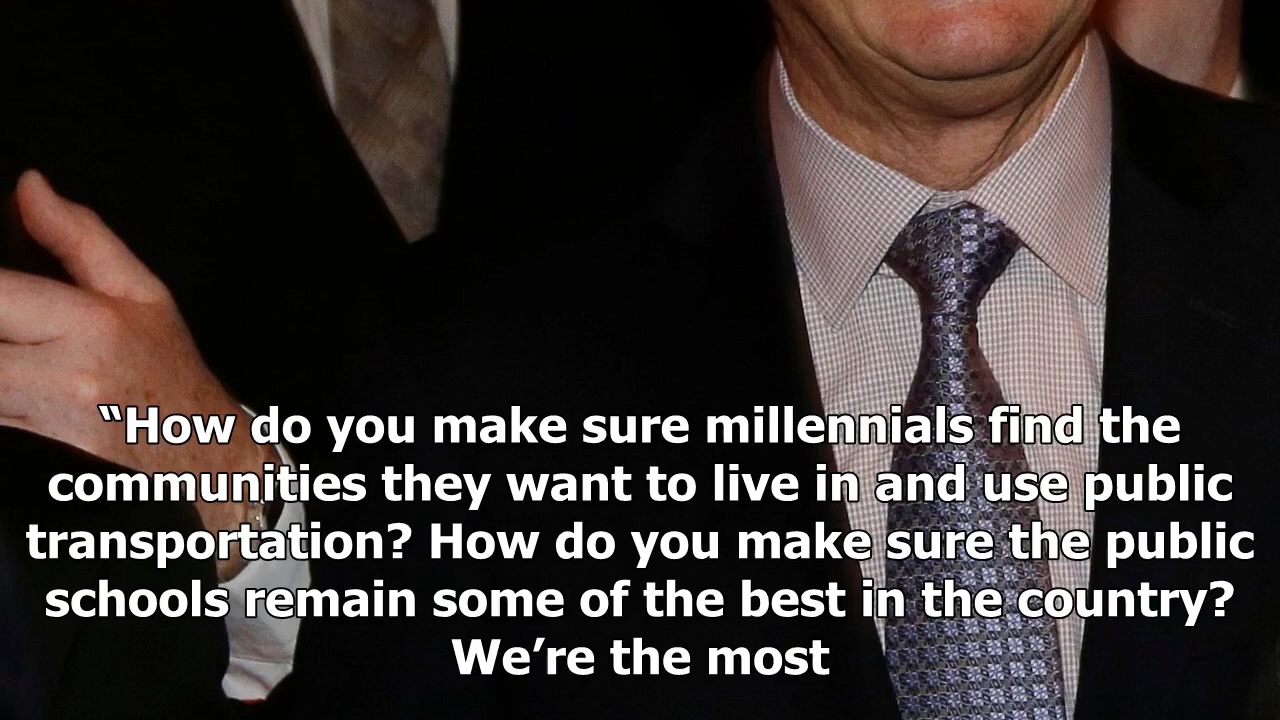 “How do you make sure millennials find the
communities they want to live in and use public
transportation? How do you make sure the public
schools remain some of the best in the country?
We’re the most